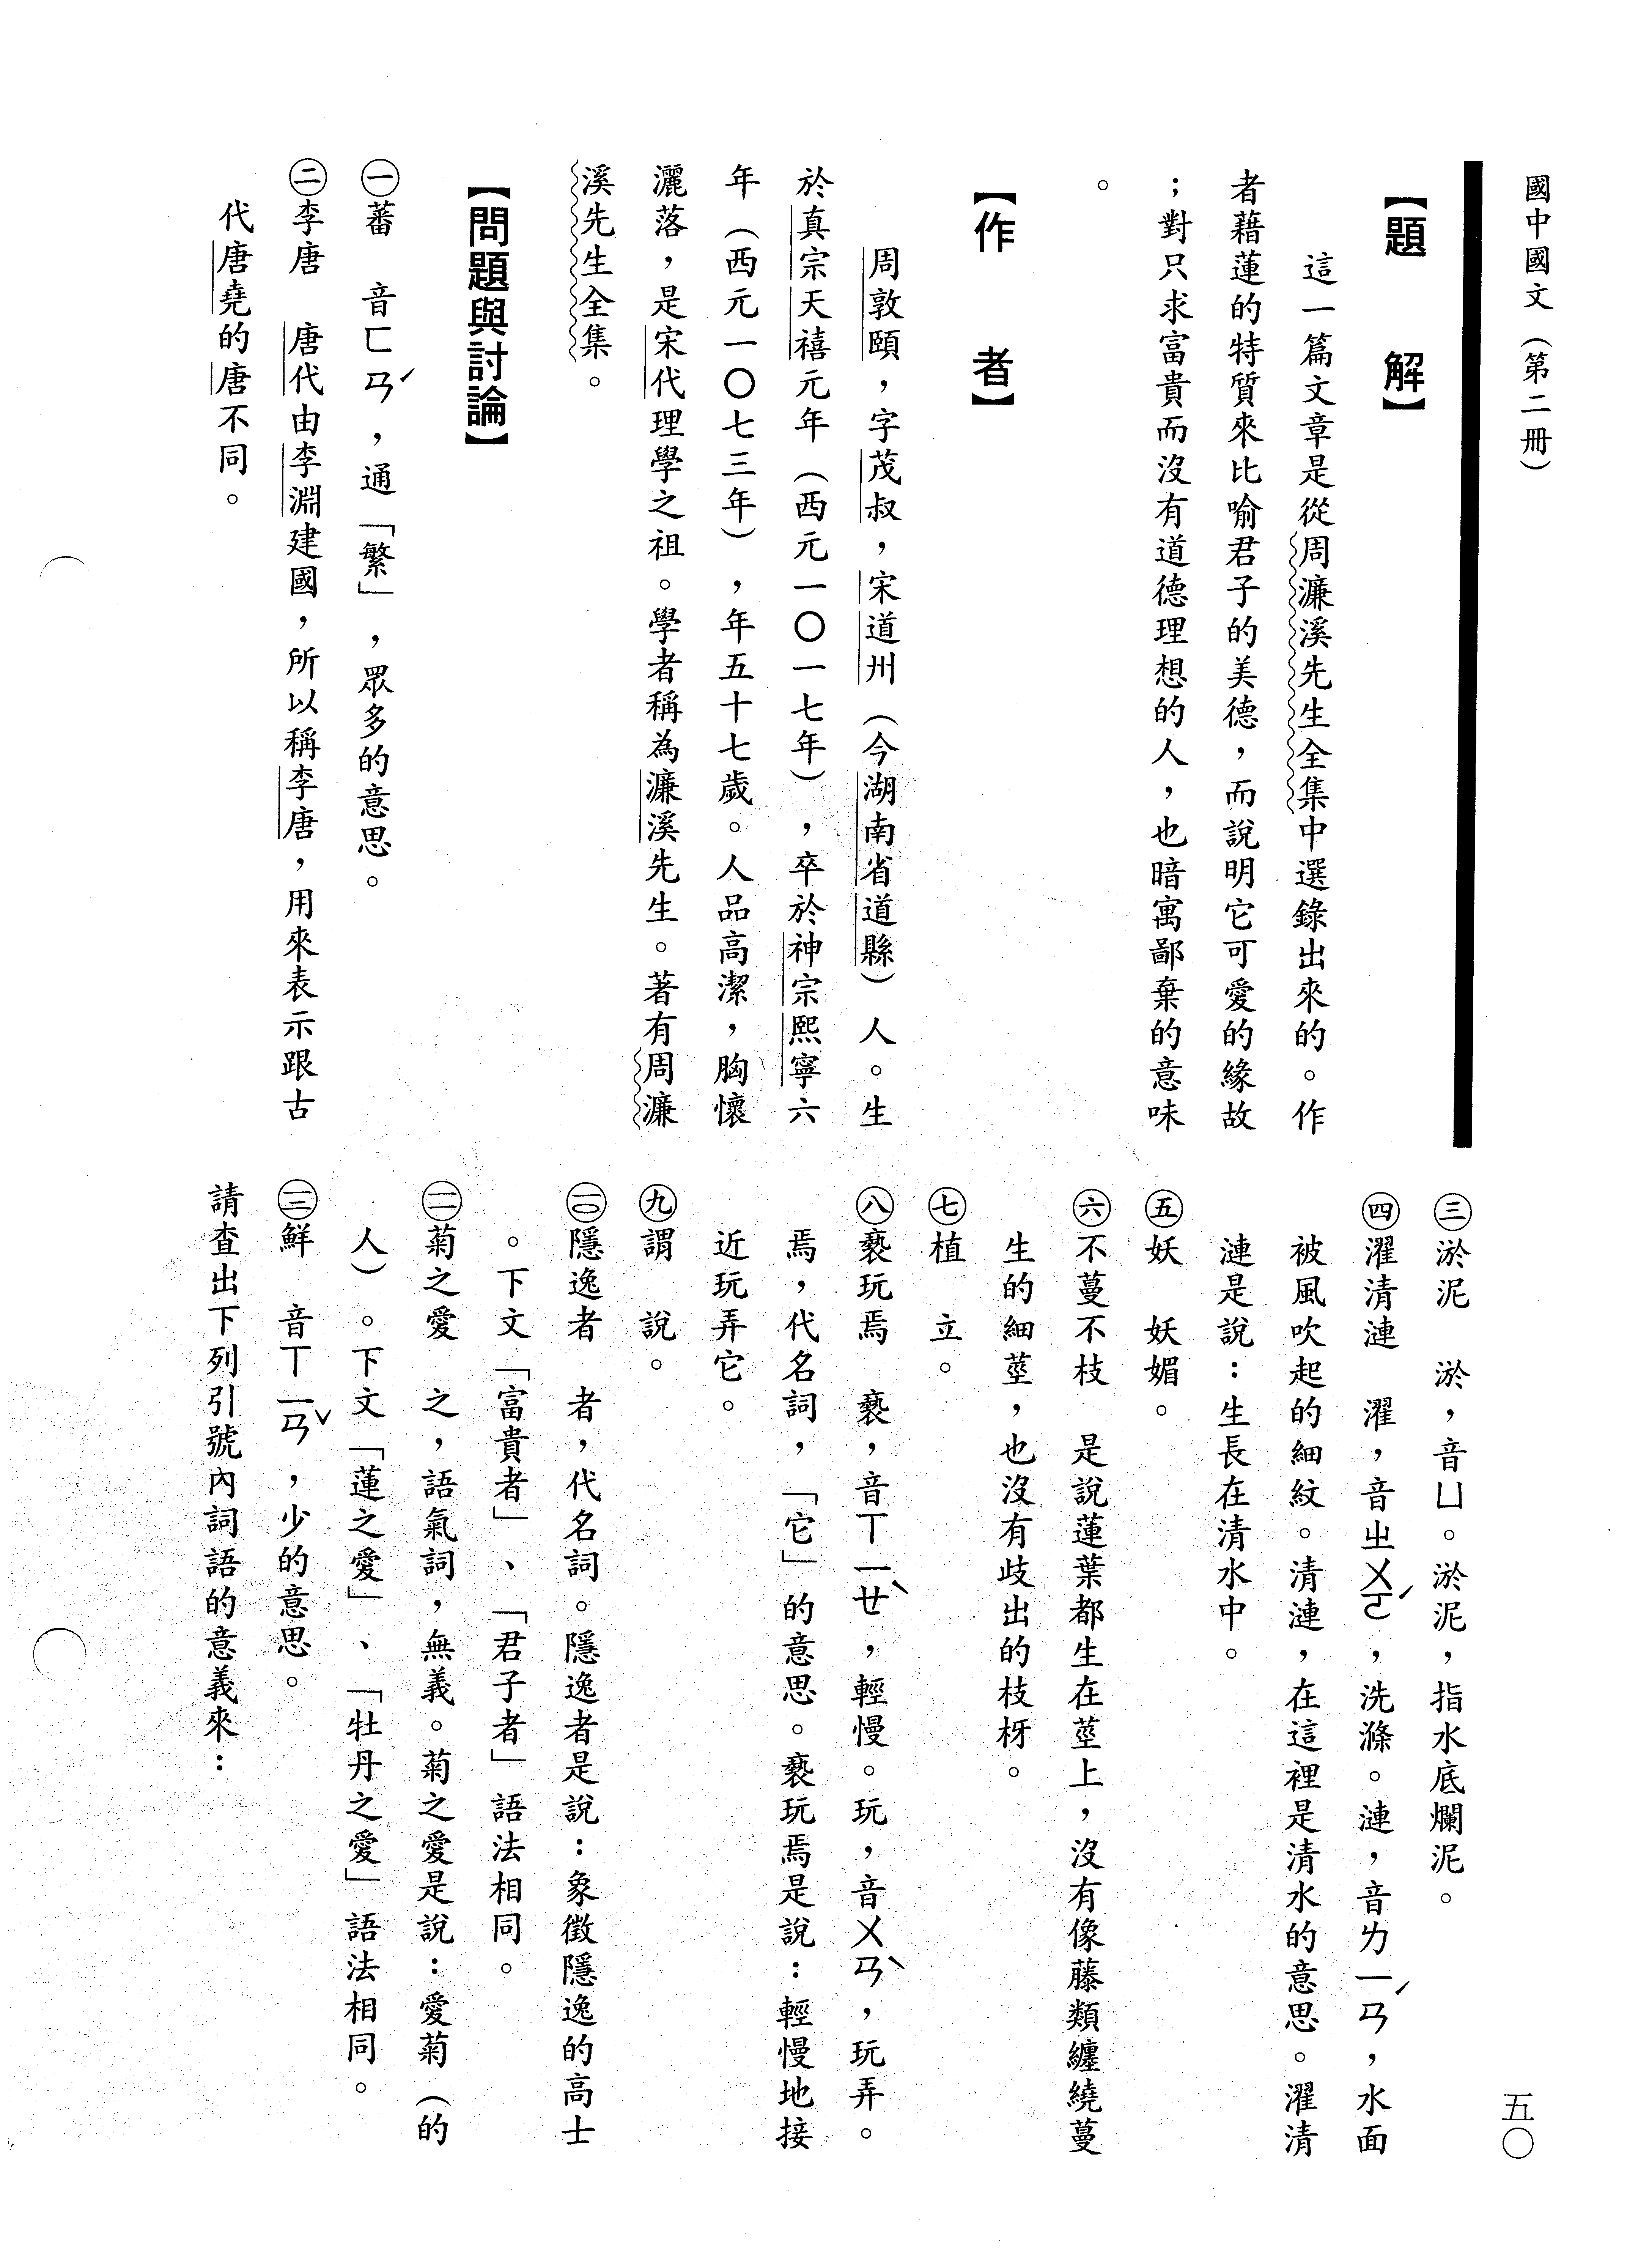 國中國文（第二冊）
五〇
【題　解】
這一篇文章是從周濂溪先生全集中選錄出來的。作
者藉蓮的特質來比喻君子的美德，而說明它可愛的緣故
；對只求富貴而沒有道德理想的人，也暗寓鄙棄的意味
。
【作　者】
周敦頤，字茂叔，宋道州（今湖南省道縣）人。生
於真宗天禧元年（西元一〇一七年），卒於神宗熙寧六
年（西元一〇七三年），年五十七歲。人品高潔，胸懷
灑落，是宋代理學之祖。學者稱為濂溪先生。著有周濂
溪先生全集。
【問題與討論】
㊀蕃　音ㄈㄢˊ，通「繁」，眾多的意思。
㊁李唐　唐代由李淵建國，所以稱李唐，用來表示跟古
代唐堯的唐不同。
㊂淤泥　淤，音ㄩ。淤泥，指水底爛泥。
㊃濯清漣　濯，音ㄓㄨㄛˊ，洗滌。漣，音ㄌㄧㄢˊ，水面
被風吹起的細紋。清漣，在這裡是清水的意思。濯清
漣是說：生長在清水中。
㊄妖　妖媚。
㊅不蔓不枝　是說蓮葉都生在莖上，沒有像藤類纏繞蔓
生的細莖，也沒有歧出的枝枒。
㊆植　立。
㊇褻玩焉　褻，音ㄒㄧㄝˋ，輕慢。玩，音ㄨㄢˋ，玩弄。
焉，代名詞，「它」的意思。褻玩焉是說：輕慢地接
近玩弄它。
㊈謂　說。
㊀〇隱逸者　者，代名詞。隱逸者是說：象徵隱逸的高士
。下文「富貴者」、「君子者」語法相同。
㊀㊀菊之愛　之，語氣詞，無義。菊之愛是說：愛菊（的
人）。下文「蓮之愛」、「牡丹之愛」語法相同。
㊀㊁鮮　音ㄒㄧㄢˇ，少的意思。
請查出下列引號內詞語的意義來：